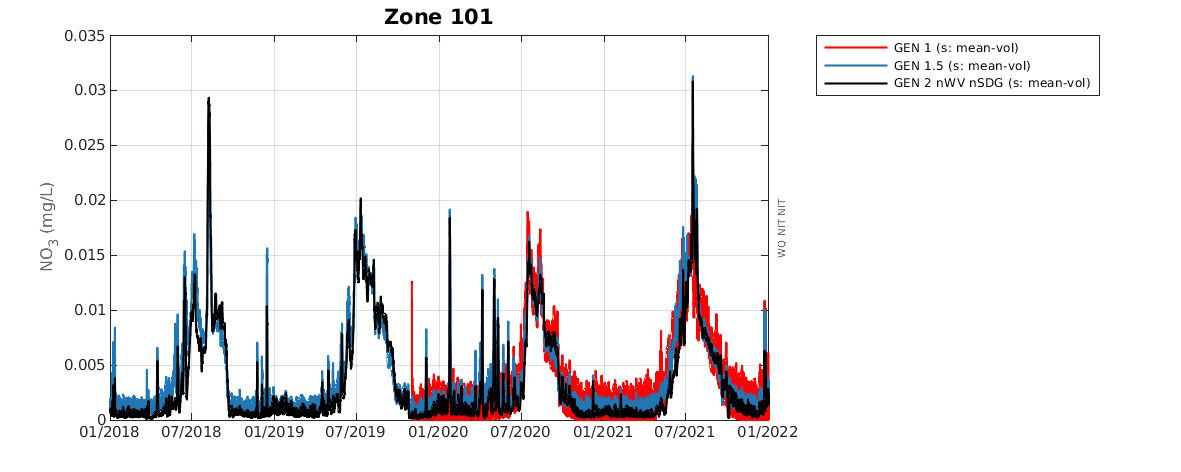 Zone 101
0.035
0.03
0.025
0.02
0.015
0.01
0.005
0
NO3 (mg/L)
01/2018 07/2018 01/2019 07/2019 01/2020 07/2020 01/2021 07/2021 01/2022
WQ NIT NIT
GEN 1 (s: mean-vol)
GEN 1.5 (s: mean-vol)
GEN 2 nWV nSDG (s: mean-vol)